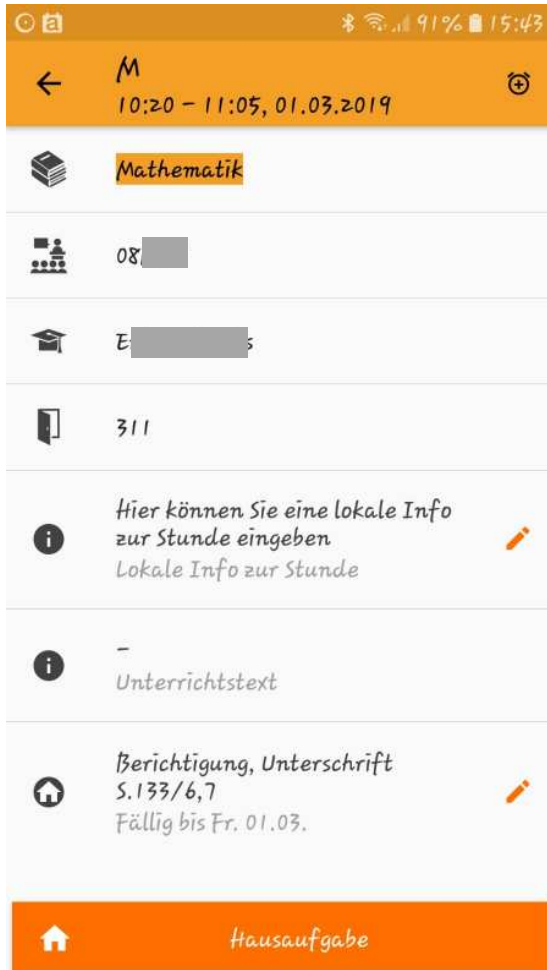 91% 15:43
M
10:20 - 11:05, 01.03.2019
Mathematik
08
E s
311
Hier können Sie eine lokale Info
zur Stunde eingeben
Lokale Info zur Stunde
-
Unterrichtstext
Berichtigung, Unterschrift
S.133/6,7
Fällig bis Fr. 01.03.
Hausaufgabe